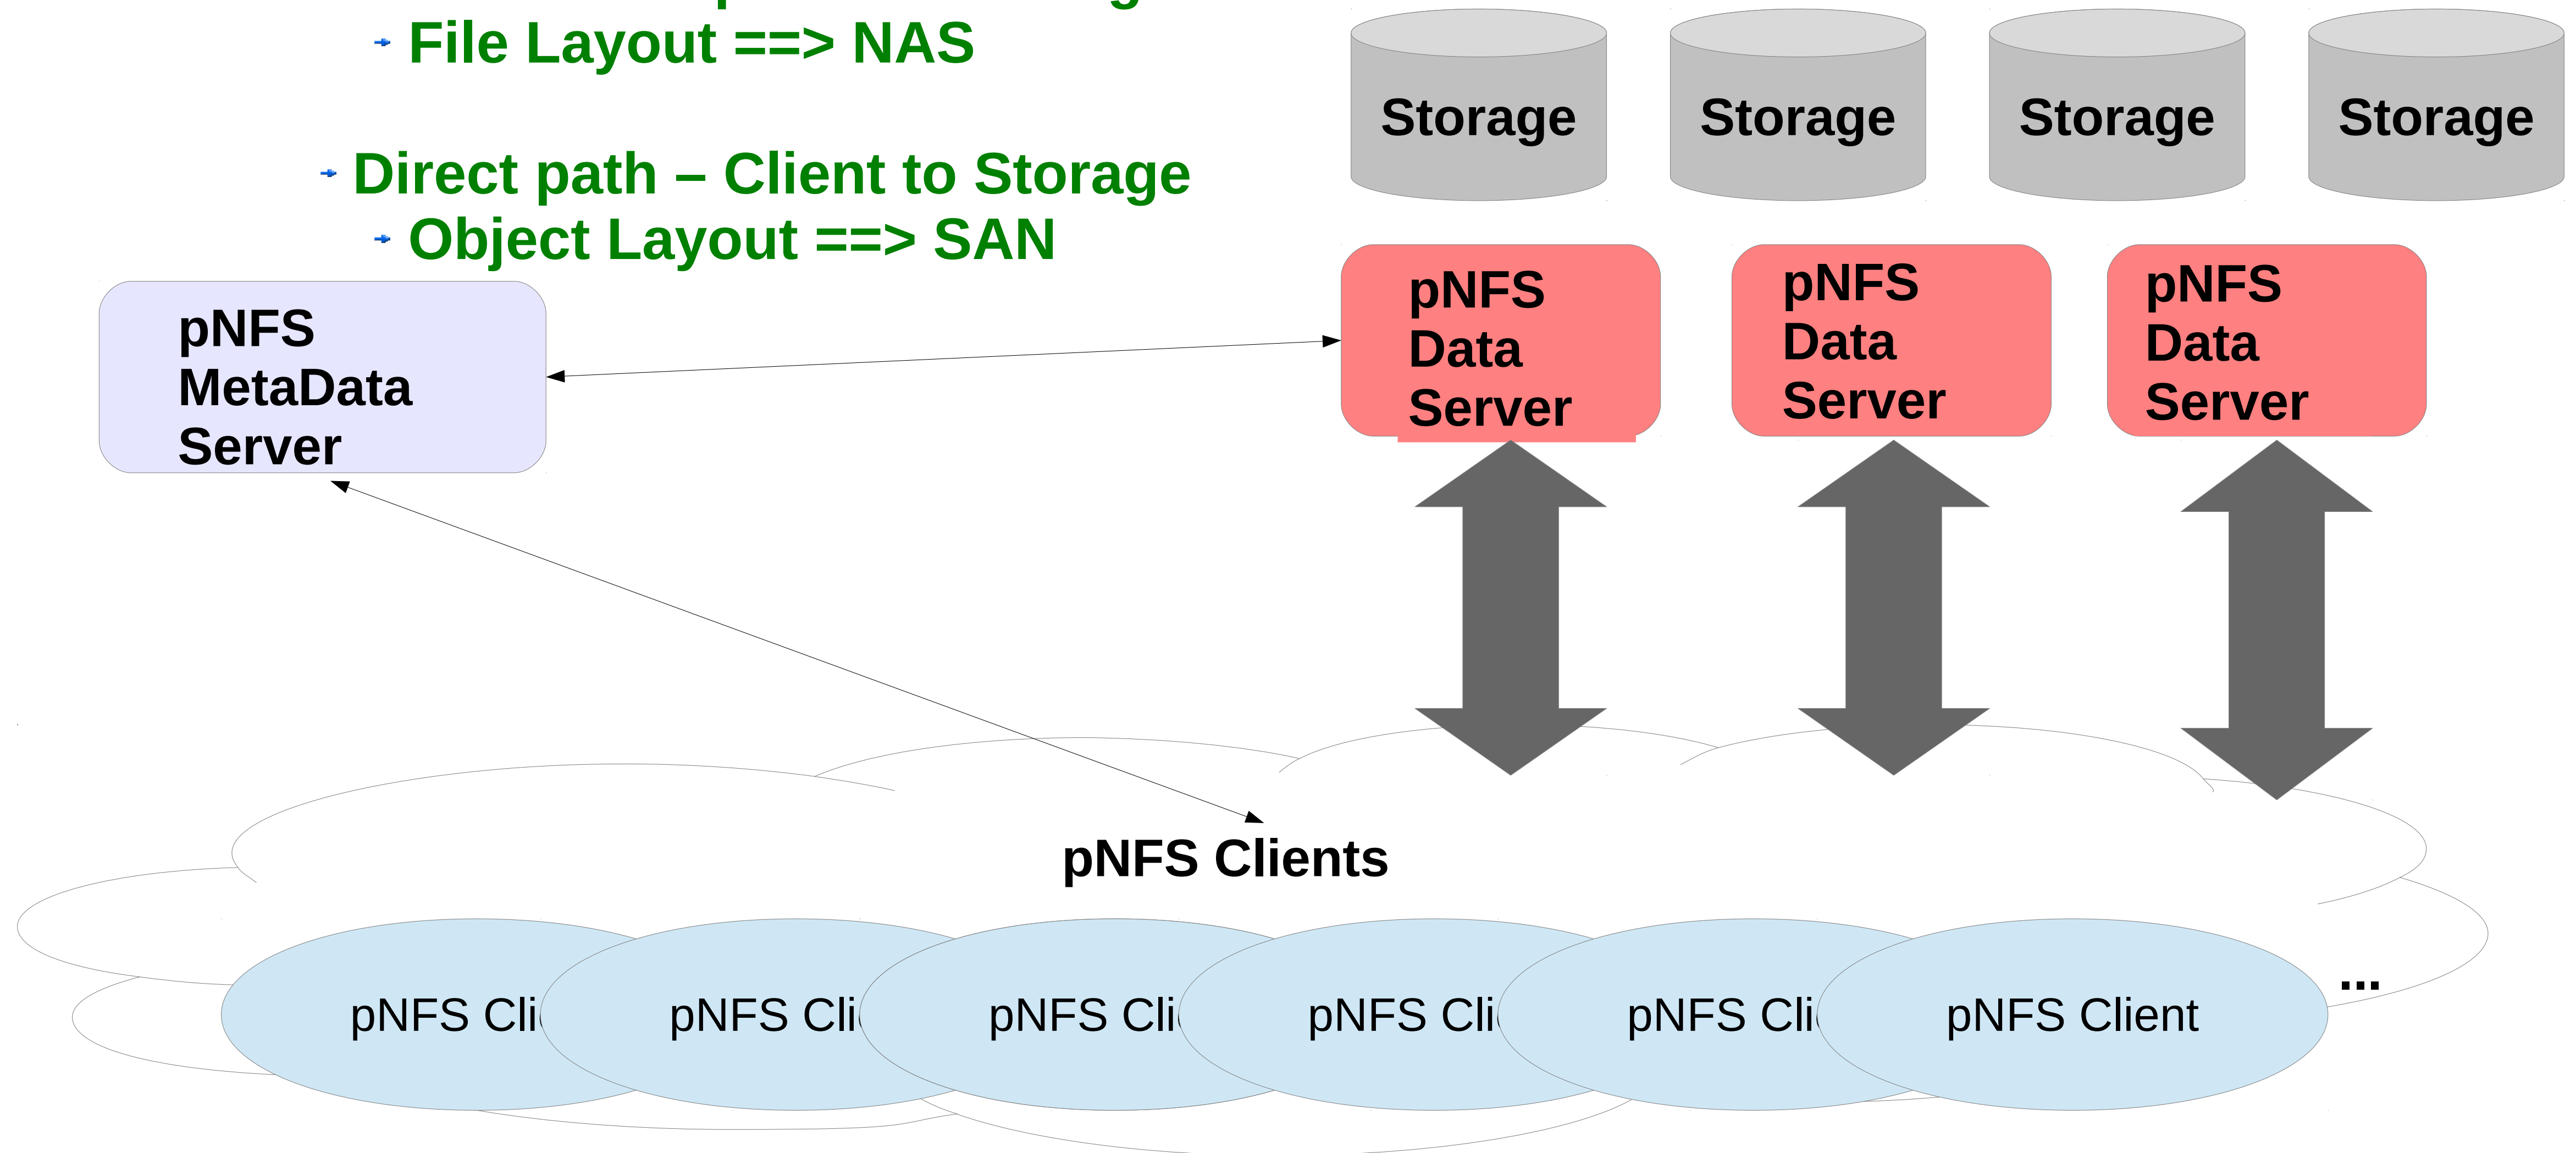 File Layout ==> NAS
Direct path – Client to Storage
Object Layout ==> SAN
Storage
Storage
Storage
Storage
pNFS
MetaData
Server
pNFS
Data
Server
pNFS
Data
Server
pNFS
Data
Server
pNFS Clients
pNFS Cli
pNFS Cli
pNFS Cli
pNFS Cli
pNFS Cli
pNFS Client
...